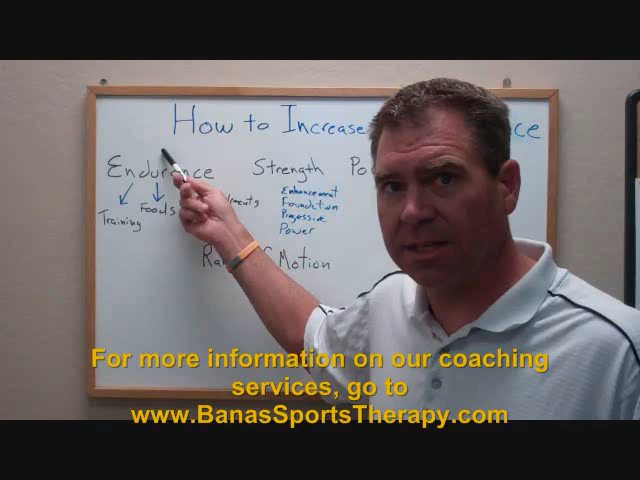 How to Increase
Endurance Strength
Training Foods
Enhancement
Foundation
Progressive
Power
Motion
For more information on our coaching
services, go to
www.BanasSportsTherapy.com